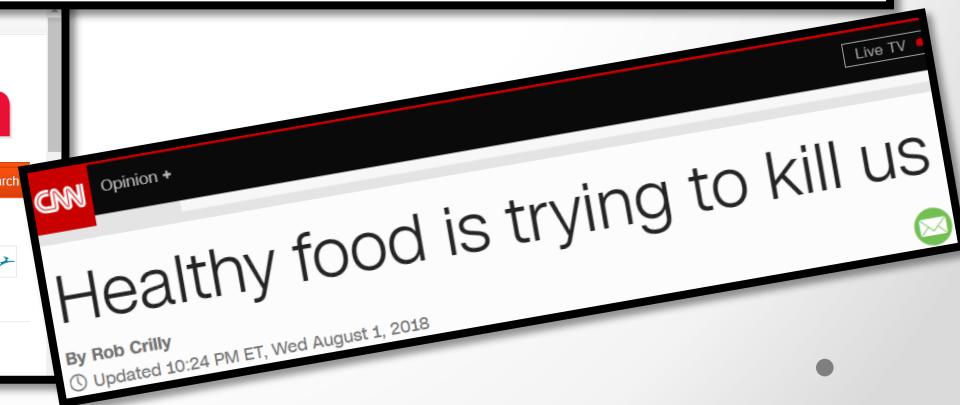 Live TV
CNN
Opinion +
Healthy food is trying to kill us
By Rob Crilly
Updated 10:24 PM ET, Wed August 1, 2018